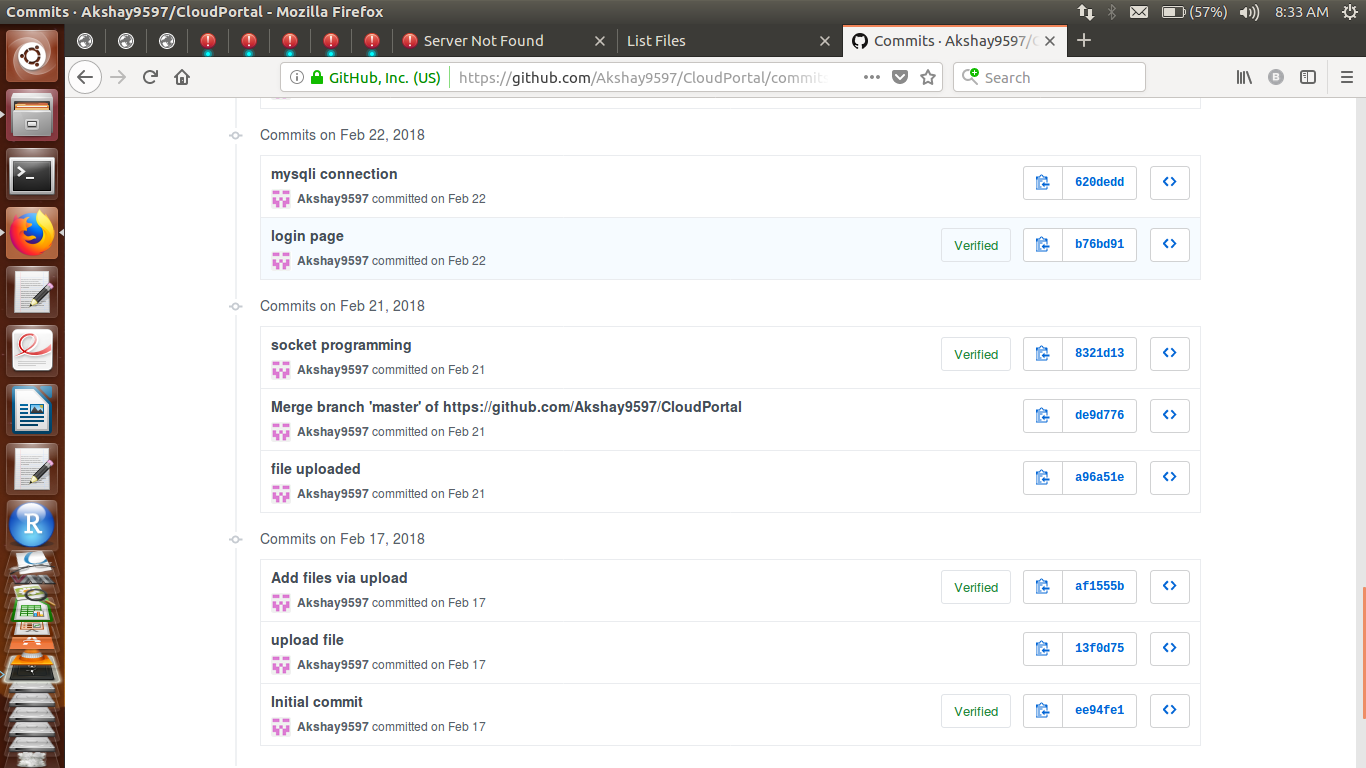 Commits · Akshay9597/CloudPortal - Mozilla Firefox
(57%)
8:33 AM
Server Not Found
List Files
Commits · Akshay9597/
GitHub, Inc. (US)
https://github.com/Akshay9597/CloudPortal/commits
Search
B
Commits on Feb 22, 2018
mysqli connection
620dedd
Akshay9597 committed on Feb 22
login page
Verified
b76bd91
Akshay9597 committed on Feb 22
Commits on Feb 21, 2018
socket programming
Verified
8321d13
Akshay9597 committed on Feb 21
Merge branch 'master' of https://github.com/Akshay9597/CloudPortal
de9d776
Akshay9597 committed on Feb 21
file uploaded
a96a51e
Akshay9597 committed on Feb 21
R
Commits on Feb 17, 2018
Add files via upload
Verified
af1555b
Akshay9597 committed on Feb 17
upload file
13f0d75
Akshay9597 committed on Feb 17
Initial commit
Verified
ee94fe1
Akshay9597 committed on Feb 17